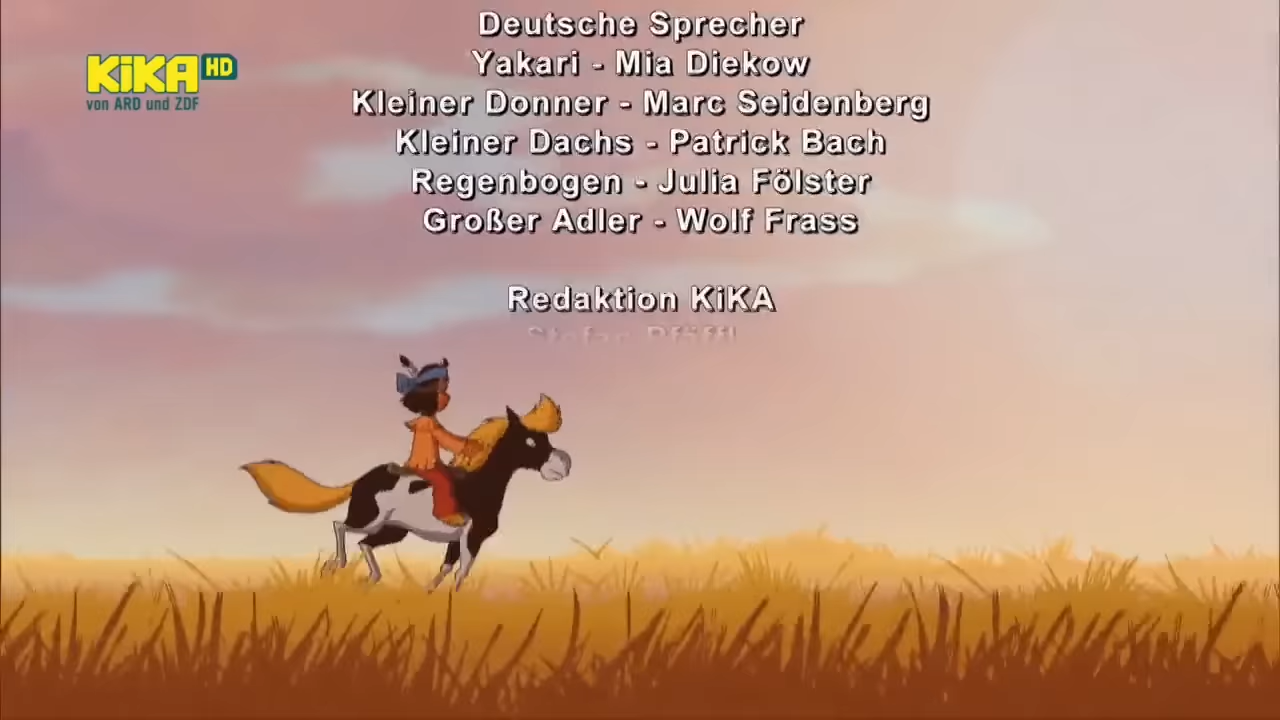 KiKA HD
von ARD und ZDF
Deutsche Sprecher
Yakari - Mia Diekow
Kleiner Donner - Marc Seidenberg
Kleiner Dachs - Patrick Bach
Regenbogen - Julia Fölster
Großer Adler - Wolf Frass
Redaktion KiKA
Stefan